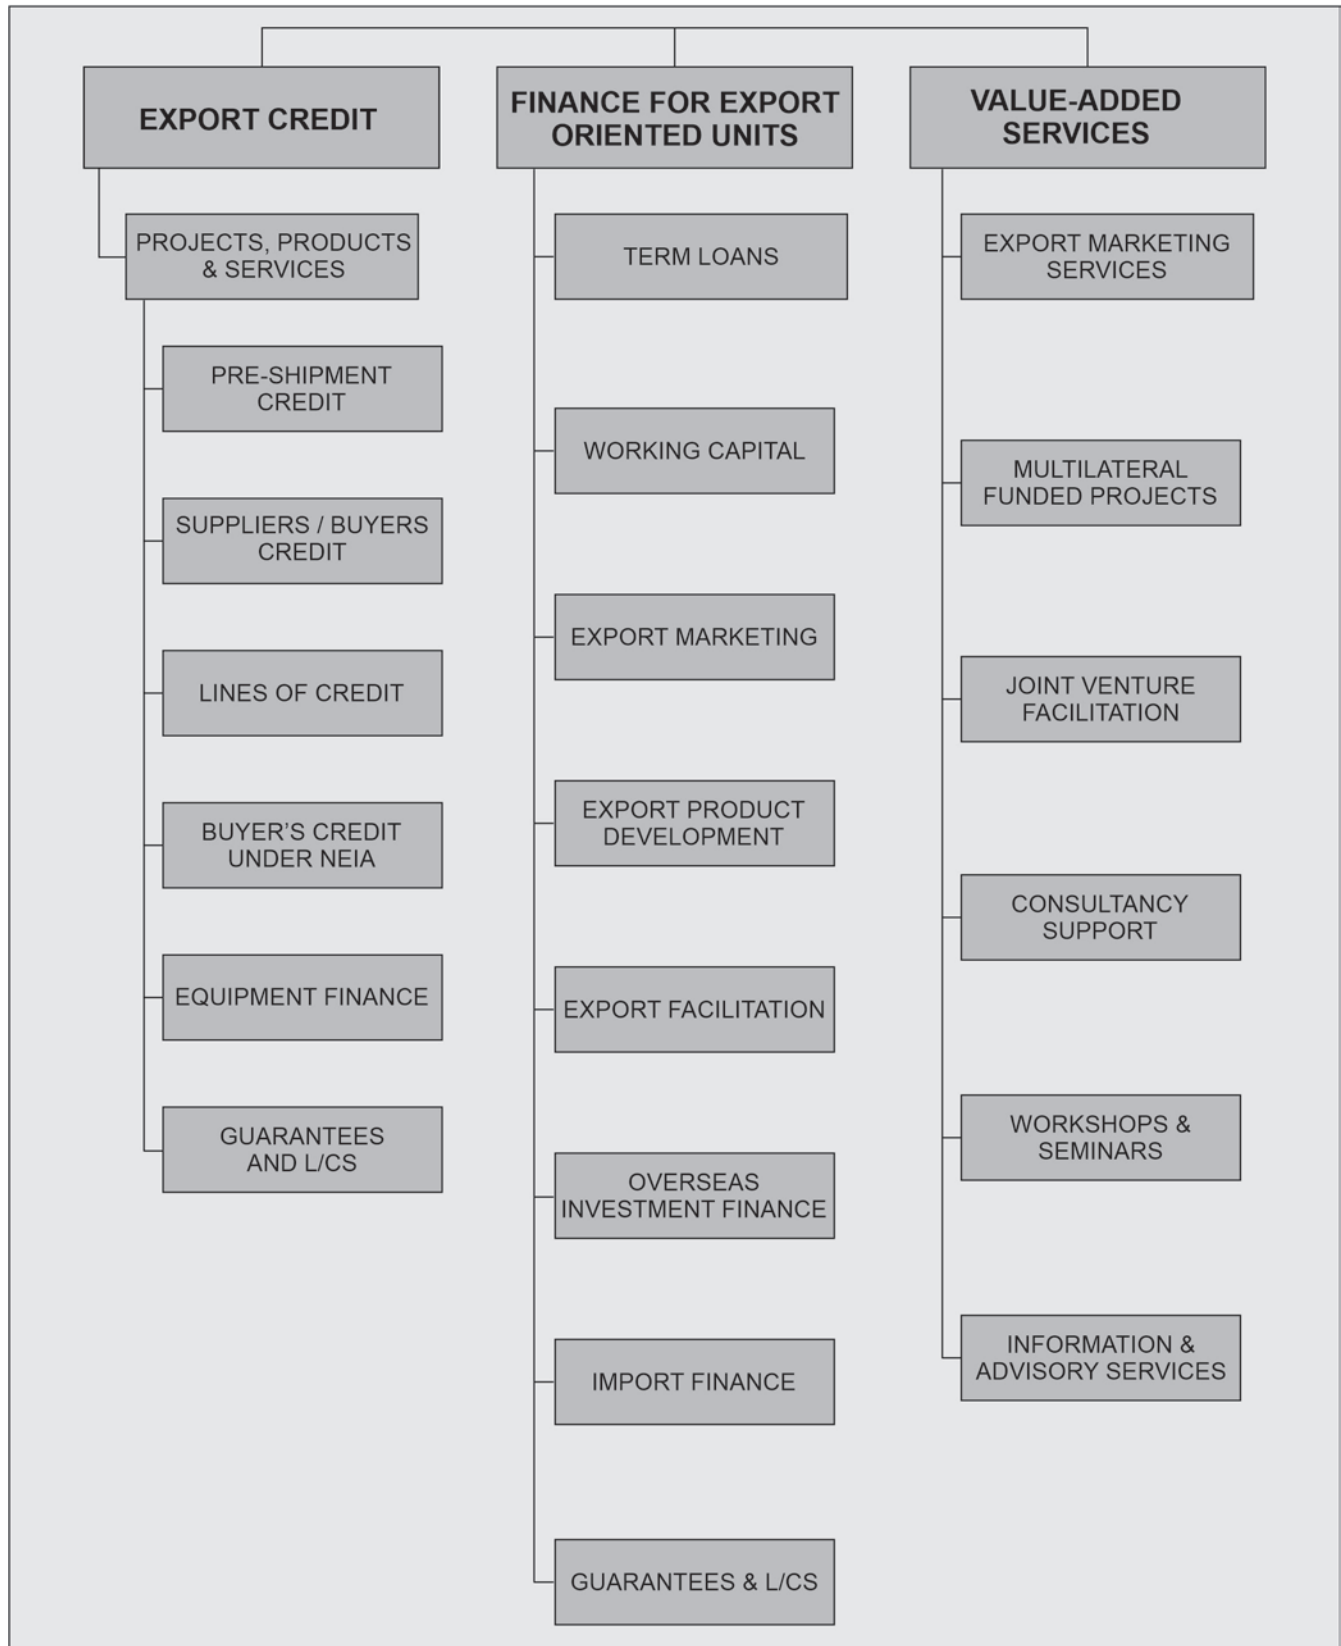 EXPORT CREDIT
PROJECTS, PRODUCTS
& SERVICES
PRE-SHIPMENT
CREDIT
SUPPLIERS / BUYERS
CREDIT
LINES OF CREDIT
BUYER’S CREDIT
UNDER NEIA
EQUIPMENT FINANCE
GUARANTEES
AND L/CS
FINANCE FOR EXPORT
ORIENTED UNITS
TERM LOANS
WORKING CAPITAL
EXPORT MARKETING
EXPORT PRODUCT
DEVELOPMENT
EXPORT FACILITATION
OVERSEAS
INVESTMENT FINANCE
IMPORT FINANCE
GUARANTEES & L/CS
VALUE-ADDED
SERVICES
EXPORT MARKETING
SERVICES
MULTILATERAL
FUNDED PROJECTS
JOINT VENTURE
FACILITATION
CONSULTANCY
SUPPORT
WORKSHOPS &
SEMINARS
INFORMATION &
ADVISORY SERVICES